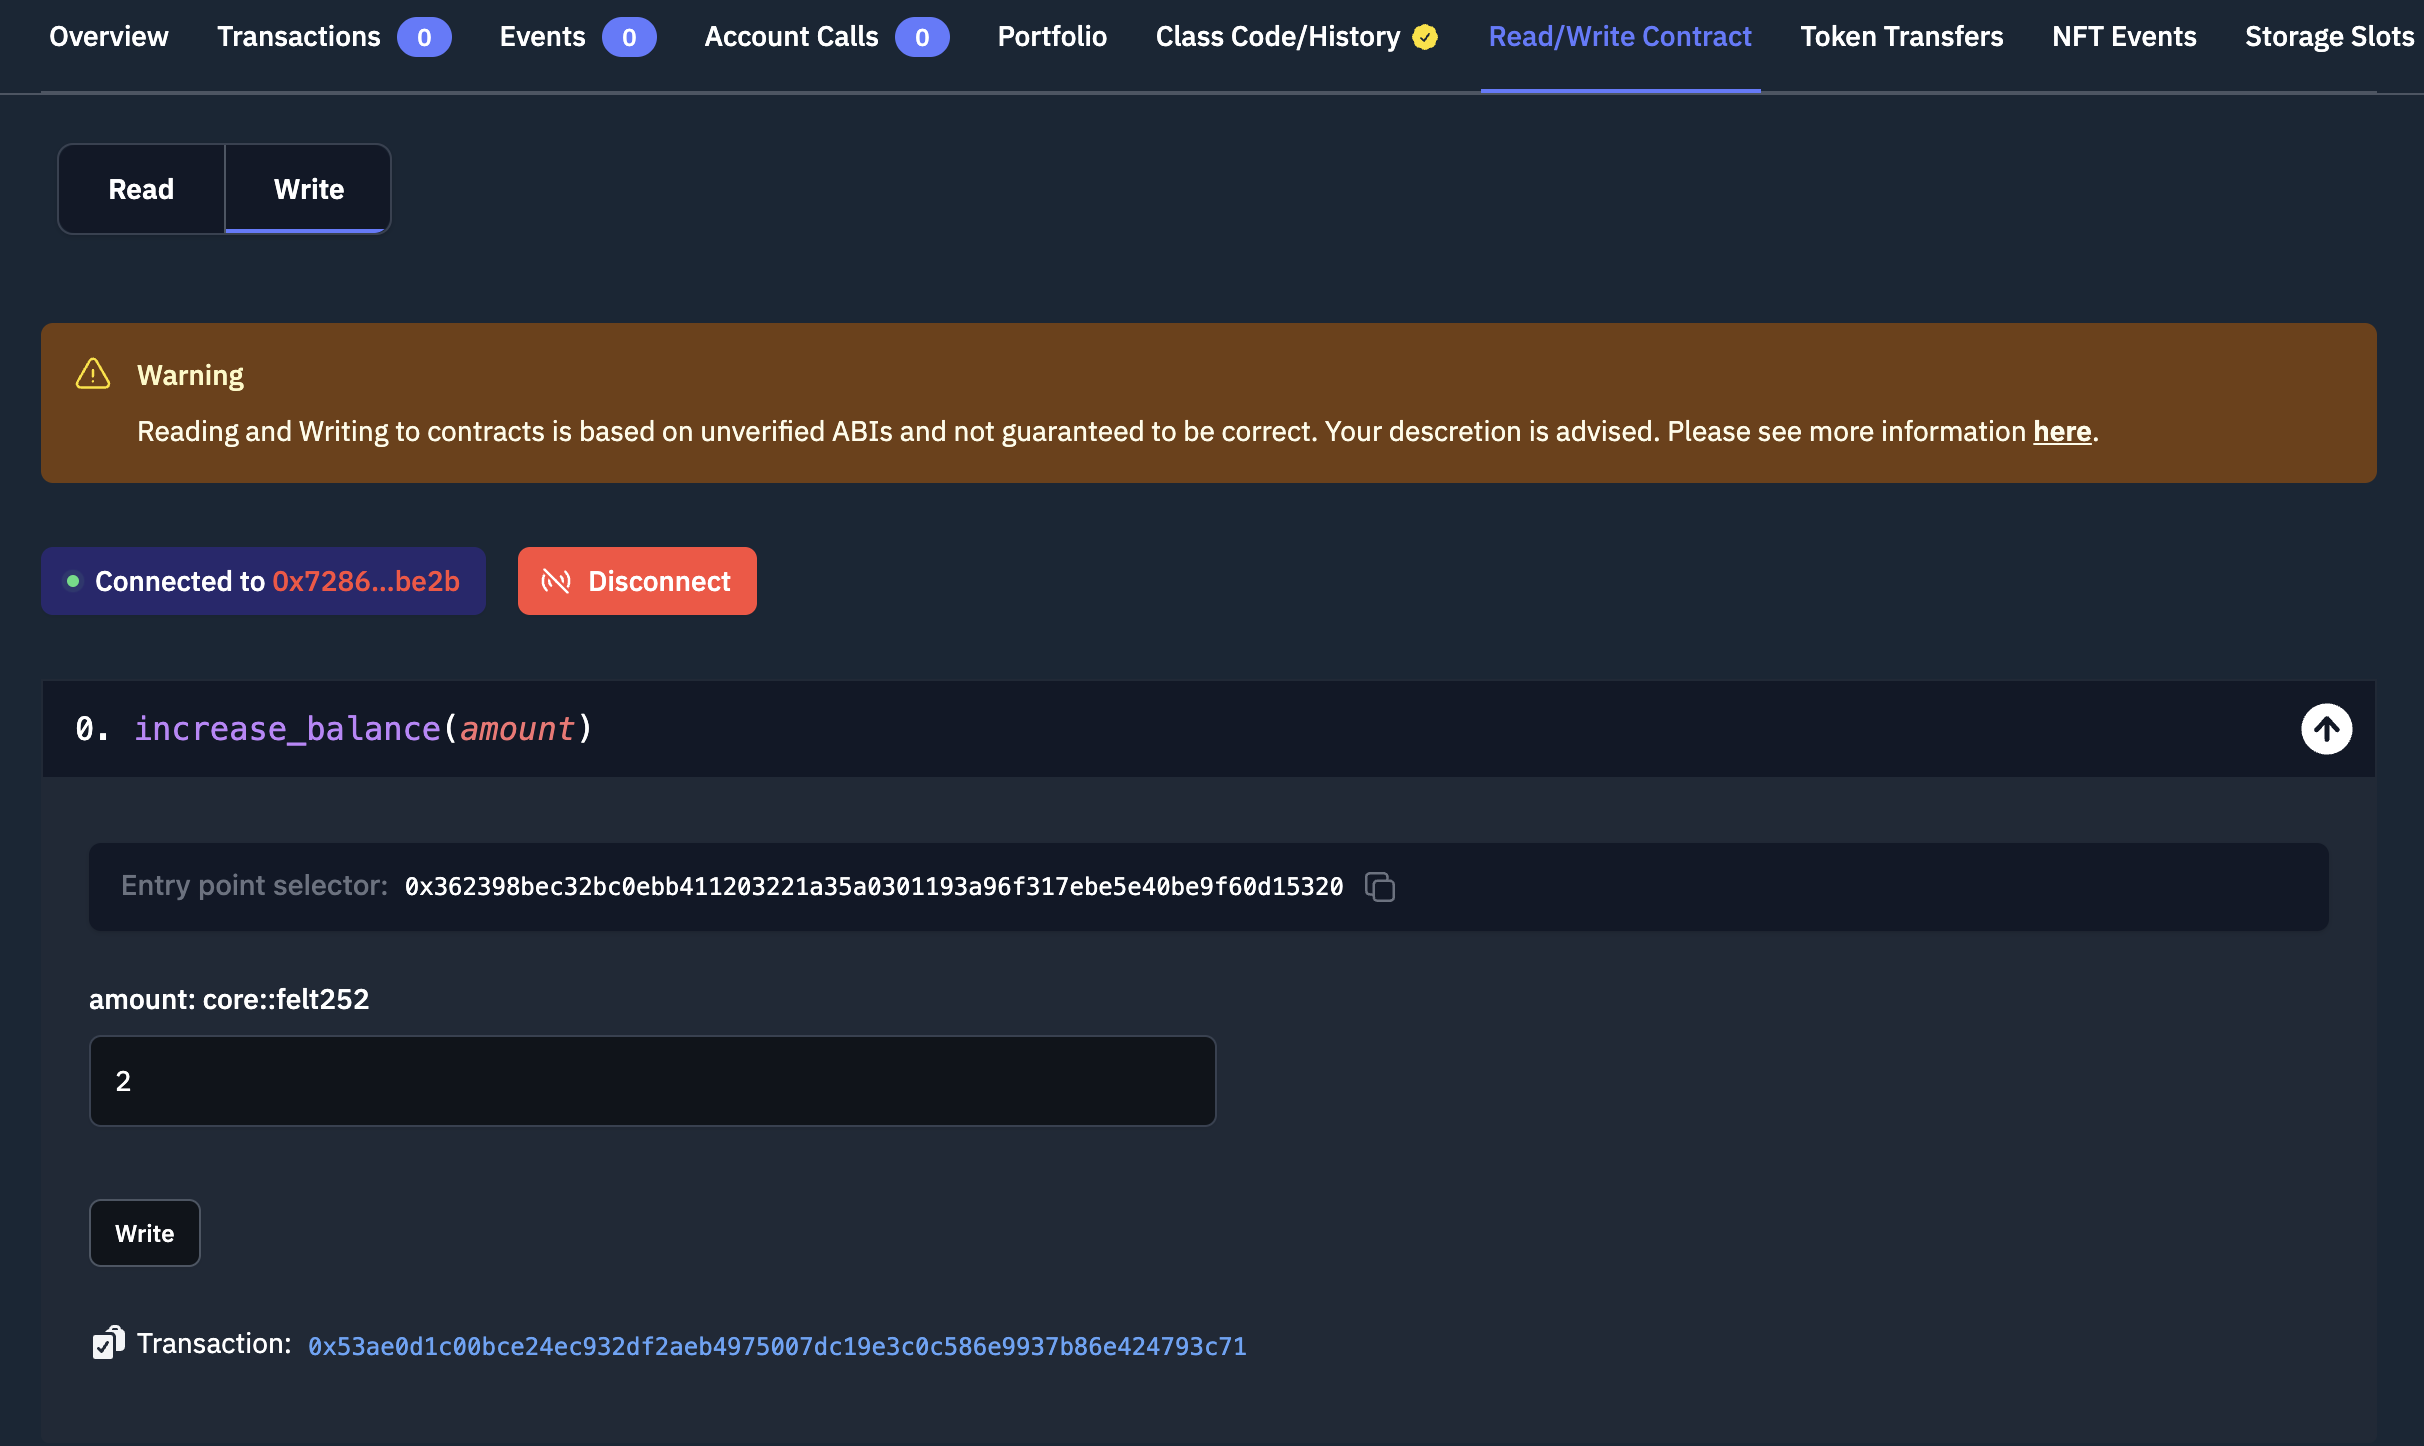 Overview Transactions 0 Events 0 Account Calls 0 Portfolio Class Code/History Read/Write Contract Token Transfers NFT Events Storage Slots
Read Write
Warning
Reading and Writing to contracts is based on unverified ABIs and not guaranteed to be correct. Your descretion is advised. Please see more information here.
Connected to 0x7286...be2b Disconnect
0. increase_balance(amount)
Entry point selector: 0x362398bec32bc0ebb411203221a35a0301193a96f317ebe5e40be9f60d15320
amount: core::felt252
2
Write
Transaction: 0x53ae0d1c00bce24ec932df2aeb4975007dc19e3c0c586e9937b86e424793c71